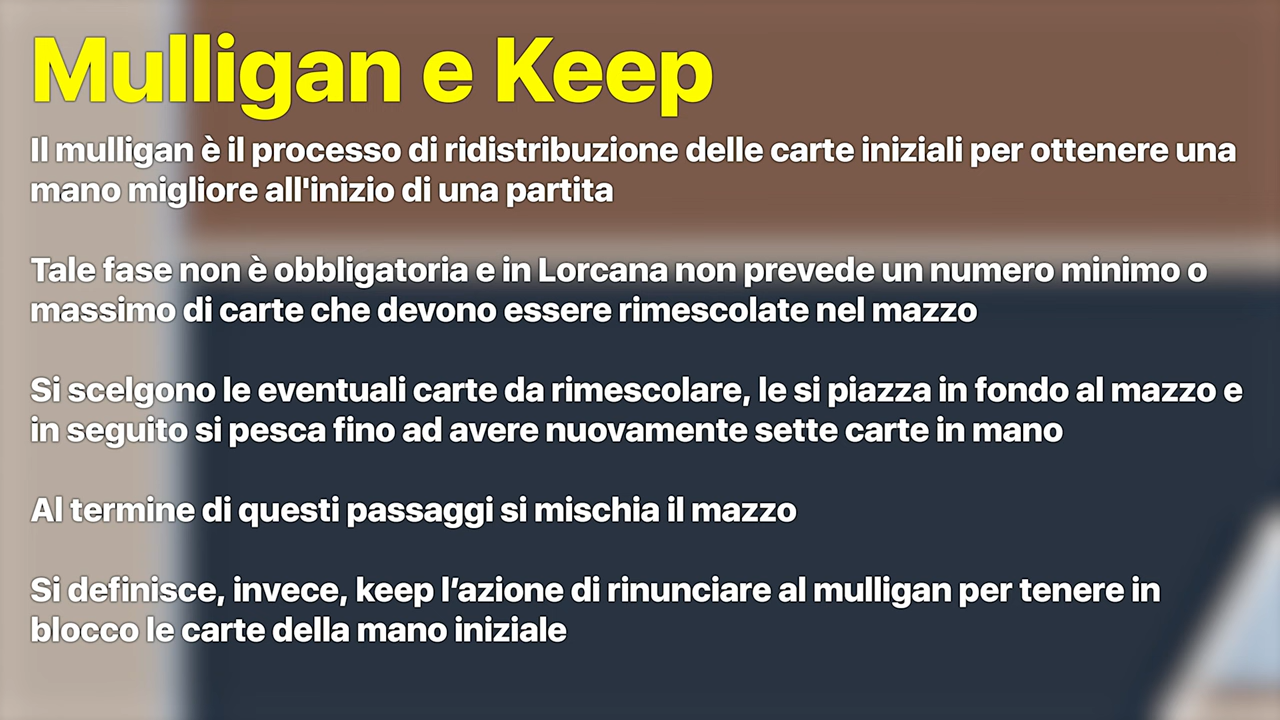 Mulligan e Keep
Il mulligan è il processo di ridistribuzione delle carte iniziali per ottenere una
mano migliore all'inizio di una partita
Tale fase non è obbligatoria e in Lorcana non prevede un numero minimo o
massimo di carte che devono essere rimescolate nel mazzo
Si scelgono le eventuali carte da rimescolare, le si piazza in fondo al mazzo e
in seguito si pesca fino ad avere nuovamente sette carte in mano
Al termine di questi passaggi si mischia il mazzo
Si definisce, invece, keep l’azione di rinunciare al mulligan per tenere in
blocco le carte della mano iniziale